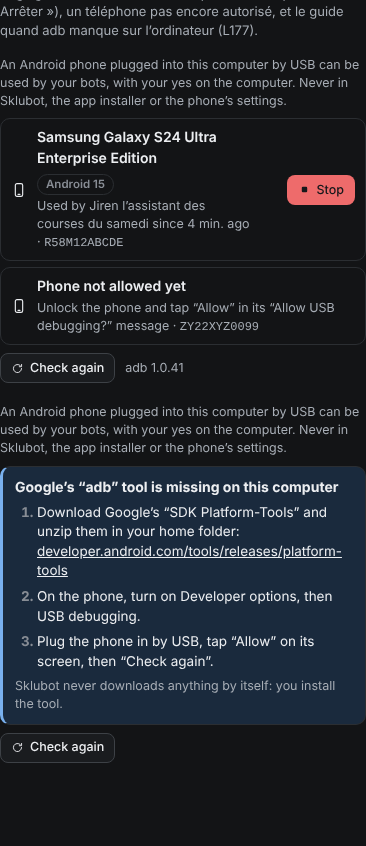 Arrêter »), un téléphone pas encore autorisé, et le guide
quand adb manque sur l’ordinateur (L177).
An Android phone plugged into this computer by USB can be
used by your bots, with your yes on the computer. Never in
Sklubot, the app installer or the phone’s settings.
Samsung Galaxy S24 Ultra
Enterprise Edition
Android 15
Used by Jiren l’assistant des
courses du samedi since 4 min. ago
· R58M12ABCDE
Stop
Phone not allowed yet
Unlock the phone and tap “Allow” in its “Allow USB
debugging?” message · ZY22XYZ0099
Check again
adb 1.0.41
An Android phone plugged into this computer by USB can be
used by your bots, with your yes on the computer. Never in
Sklubot, the app installer or the phone’s settings.
Google’s “adb” tool is missing on this computer
1. Download Google’s “SDK Platform-Tools” and
unzip them in your home folder:
developer.android.com/tools/releases/platform-
tools
2. On the phone, turn on Developer options, then
USB debugging.
3. Plug the phone in by USB, tap “Allow” on its
screen, then “Check again”.
Sklubot never downloads anything by itself: you install
the tool.
Check again